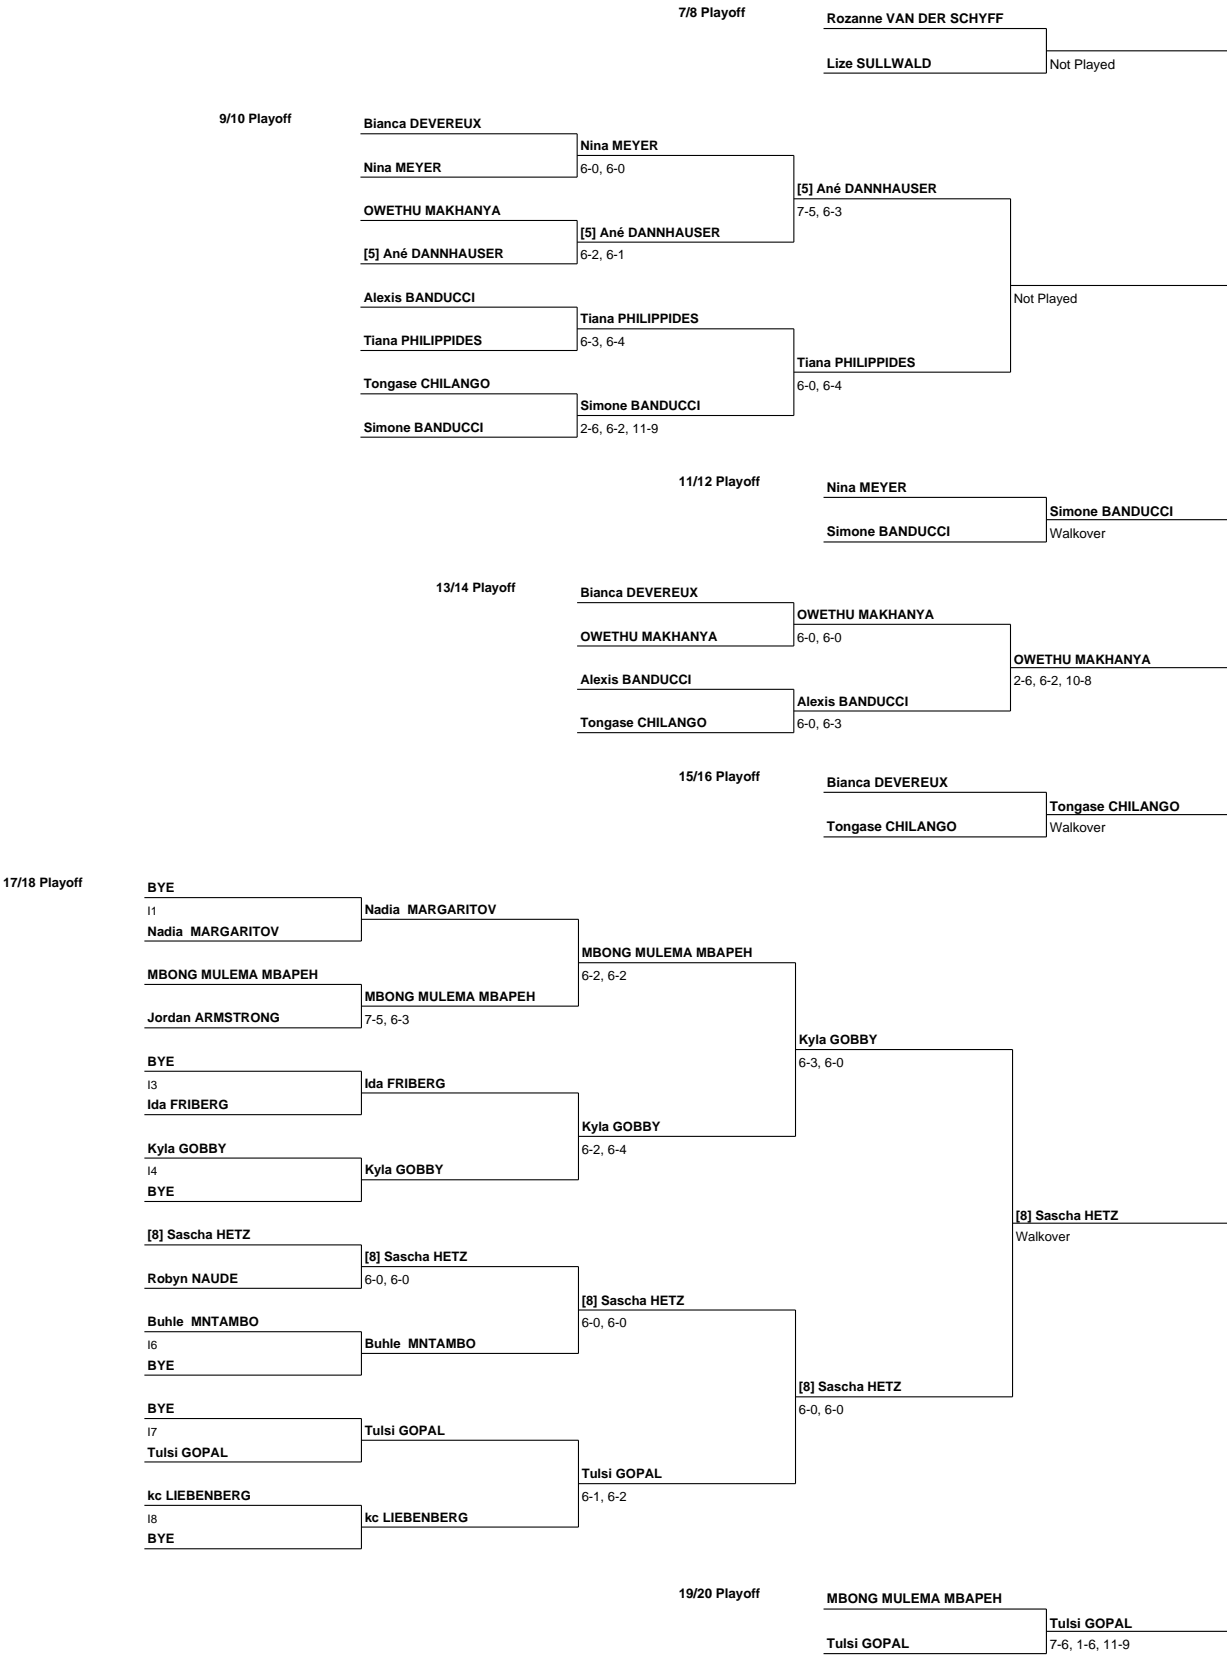 7/8 Playoff
Rozanne VAN DER SCHYFF
Lize SULLWALD
Not Played
9/10 Playoff
Bianca DEVEREUX
Nina MEYER
Nina MEYER
6-0, 6-0
[5] Ané DANNHAUSER
7-5, 6-3
OWETHU MAKHANYA
[5] Ané DANNHAUSER
[5] Ané DANNHAUSER
6-2, 6-1
Alexis BANDUCCI
Not Played
Tiana PHILIPPIDES
Tiana PHILIPPIDES
6-3, 6-4
Tiana PHILIPPIDES
6-0, 6-4
Tongase CHILANGO
Simone BANDUCCI
Simone BANDUCCI
2-6, 6-2, 11-9
11/12 Playoff
Nina MEYER
Simone BANDUCCI
Simone BANDUCCI
Walkover
13/14 Playoff
Bianca DEVEREUX
OWETHU MAKHANYA
OWETHU MAKHANYA
6-0, 6-0
OWETHU MAKHANYA
2-6, 6-2, 10-8
Alexis BANDUCCI
Alexis BANDUCCI
Tongase CHILANGO
6-0, 6-3
15/16 Playoff
Bianca DEVEREUX
Tongase CHILANGO
Tongase CHILANGO
Walkover
17/18 Playoff
BYE
I1
Nadia MARGARITOV
Nadia MARGARITOV
MBONG MULEMA MBAPEH
6-2, 6-2
MBONG MULEMA MBAPEH
MBONG MULEMA MBAPEH
Jordan ARMSTRONG
7-5, 6-3
Kyla GOBBY
6-3, 6-0
BYE
I3
Ida FRIBERG
Ida FRIBERG
Kyla GOBBY
6-2, 6-4
Kyla GOBBY
I4
Kyla GOBBY
BYE
[8] Sascha HETZ
Walkover
[8] Sascha HETZ
[8] Sascha HETZ
Robyn NAUDE
6-0, 6-0
[8] Sascha HETZ
6-0, 6-0
Buhle MNTAMBO
I6
Buhle MNTAMBO
BYE
[8] Sascha HETZ
6-0, 6-0
BYE
I7
Tulsi GOPAL
Tulsi GOPAL
Tulsi GOPAL
6-1, 6-2
kc LIEBENBERG
I8
kc LIEBENBERG
BYE
19/20 Playoff
MBONG MULEMA MBAPEH
Tulsi GOPAL
Tulsi GOPAL
7-6, 1-6, 11-9